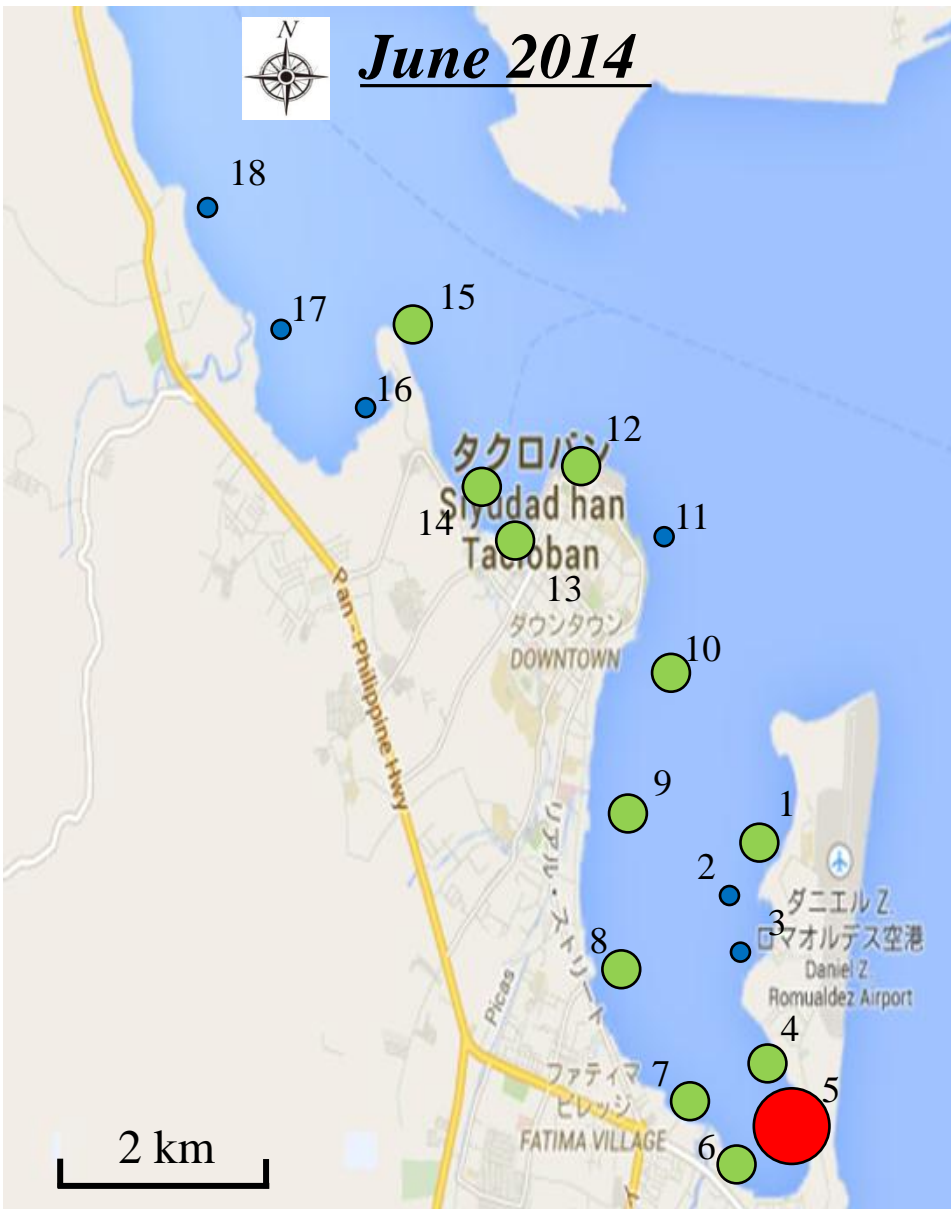 N
June 2014
18
17
15
16
12
タクロバン
Siyudad han
Tacloban
14
11
13
ダウンタウン
DOWNTOWN
10
Pan - Philippine Hwy
9
1
リアル・ストリート
2
ダニエル Z.
3
ロマオルデス空港
Daniel Z.
Romualdez Airport
8
Picas
4
ファティマ
ビレッジ
FATIMA VILLAGE
7
5
6
2 km